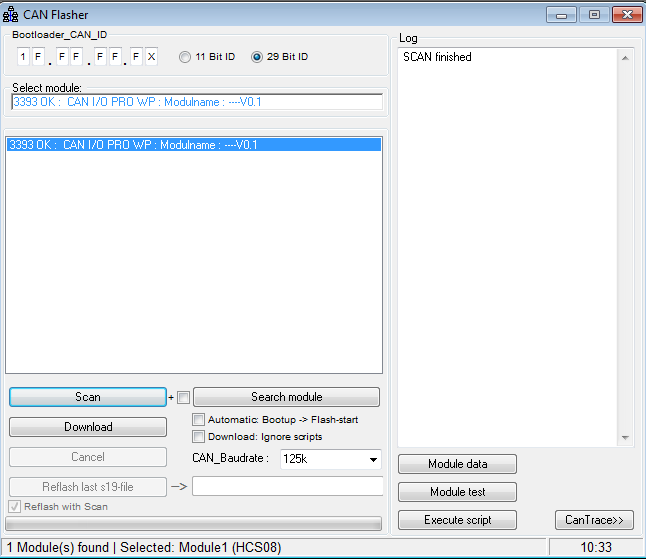 CAN Flasher
Bootloader_CAN_ID
1 F . F F . F F . F X
11 Bit ID
29 Bit ID
Select module:
3393 OK : CAN I/O PRO WP : Modulname : ----V0.1
3393 OK : CAN I/O PRO WP : Modulname : ----V0.1
Scan
+
Search module
Download
Automatic: Bootup -> Flash-start
Download: Ignore scripts
Cancel
CAN_Baudrate :
125k
Reflash last s19-file
-->
Reflash with Scan
Log
SCAN finished
Module data
Module test
Execute script
CanTrace>>
1 Module(s) found | Selected: Module1 (HCS08)
10:33